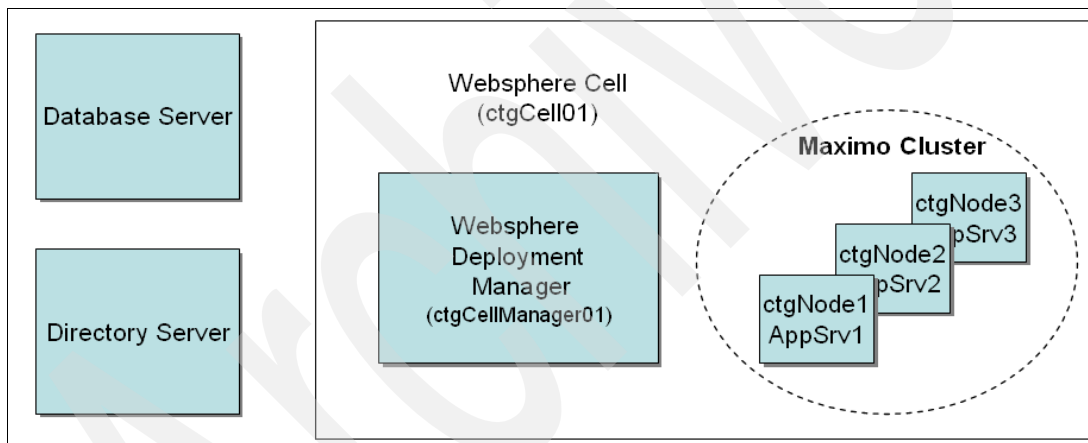 Database Server
Directory Server
Websphere Cell
(ctgCell01)
Websphere
Deployment
Manager
(ctgCellManager01)
Maximo Cluster
ctgNode3
pSrv3
ctgNode2
pSrv2
ctgNode1
AppSrv1